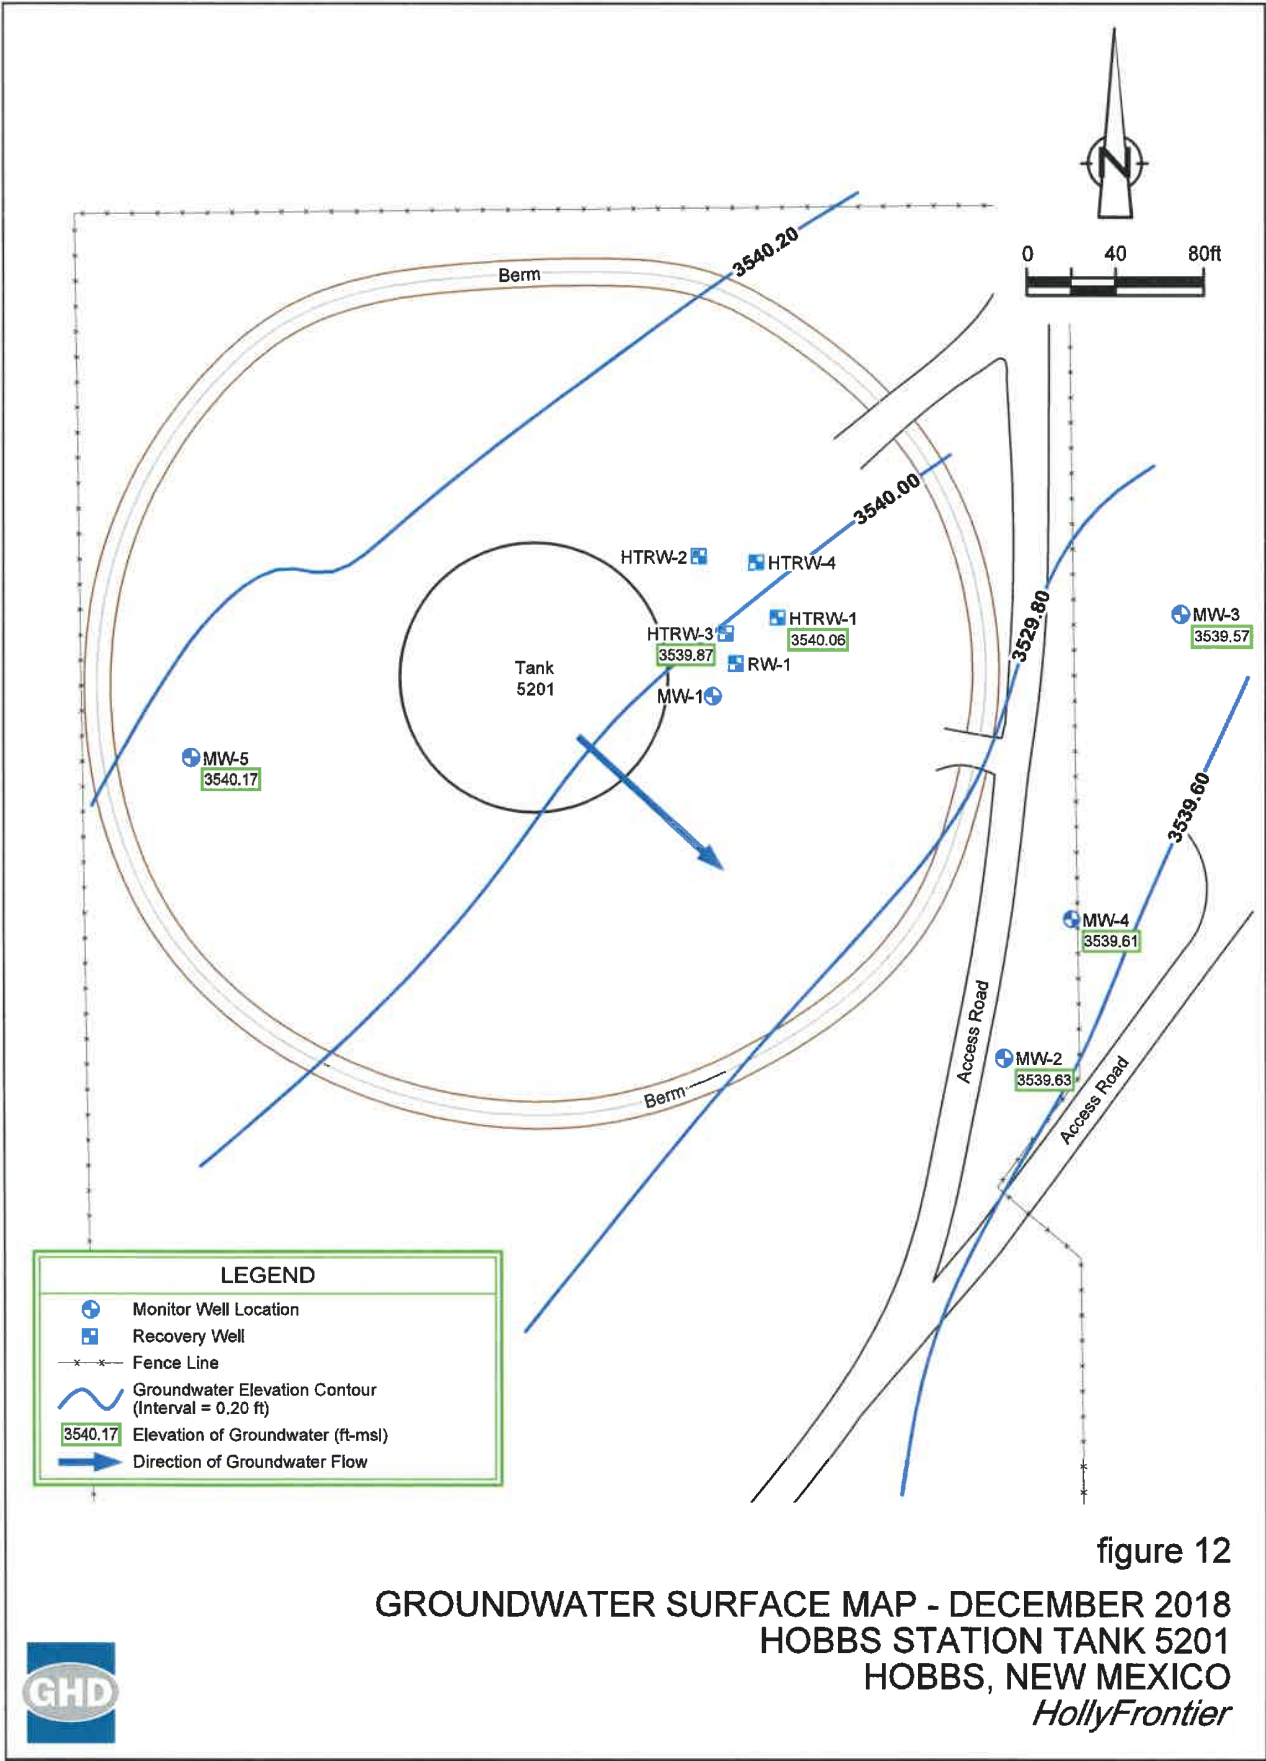 N
0 40 80ft
3540.20
Berm
3540.00
HTRW-2
HTRW-4
HTRW-1
3540.06
HTRW-3
3539.87
RW-1
MW-1
Tank
5201
3529.80
MW-3
3539.57
MW-5
3540.17
3539.60
MW-4
3539.61
Access Road
MW-2
3539.63
Access Road
Berm
LEGEND
Monitor Well Location
Recovery Well
Fence Line
Groundwater Elevation Contour
(Interval = 0.20 ft)
3540.17 Elevation of Groundwater (ft-msl)
Direction of Groundwater Flow
figure 12
GROUNDWATER SURFACE MAP - DECEMBER 2018
HOBBS STATION TANK 5201
HOBBS, NEW MEXICO
HollyFrontier
GHD